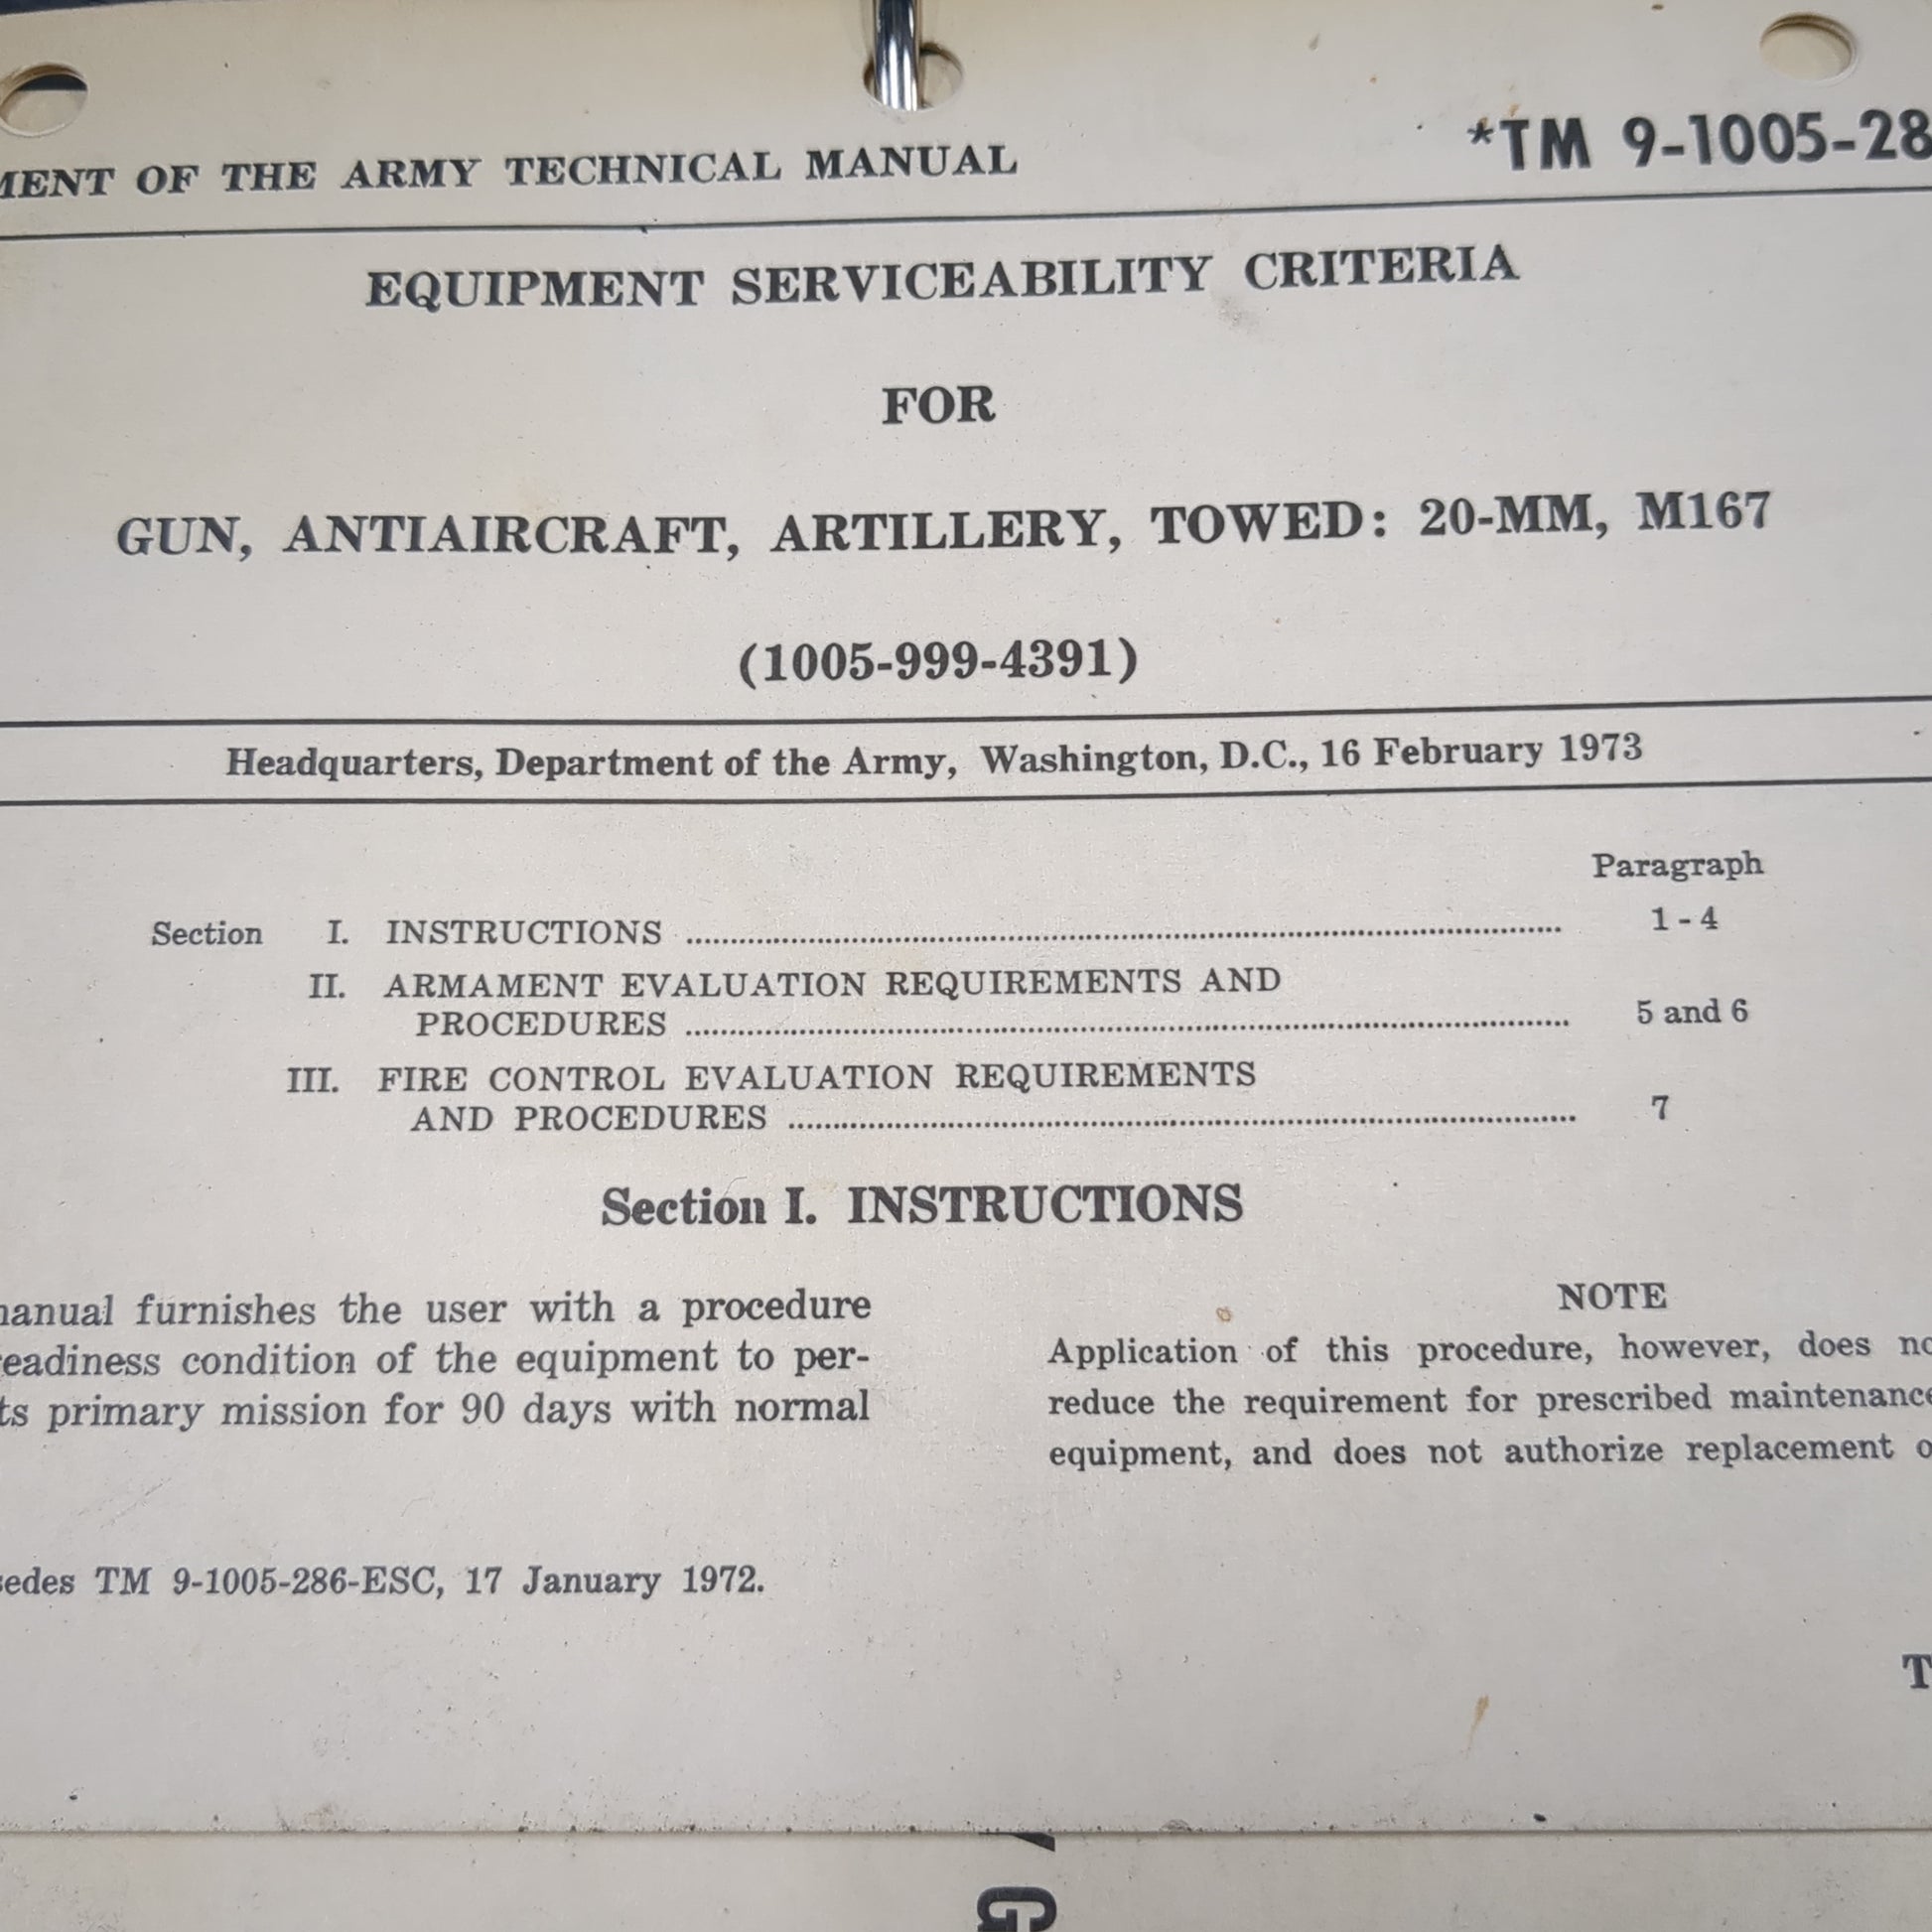 MENT OF THE ARMY TECHNICAL MANUAL
*TM 9-1005-28
EQUIPMENT SERVICEABILITY CRITERIA
FOR
GUN, ANTIAIRCRAFT, ARTILLERY, TOWED: 20-MM, M167
(1005-999-4391)
Headquarters, Department of the Army, Washington, D.C., 16 February 1973
Paragraph
Section I. INSTRUCTIONS ........ 1 - 4
II. ARMAMENT EVALUATION REQUIREMENTS AND
PROCEDURES ........ 5 and 6
III. FIRE CONTROL EVALUATION REQUIREMENTS
AND PROCEDURES ........ 7
Section I. INSTRUCTIONS
manual furnishes the user with a procedure
readiness condition of the equipment to per-
ts primary mission for 90 days with normal
NOTE
Application of this procedure, however, does no
reduce the requirement for prescribed maintenance
equipment, and does not authorize replacement o
sedes TM 9-1005-286-ESC, 17 January 1972.
T
G